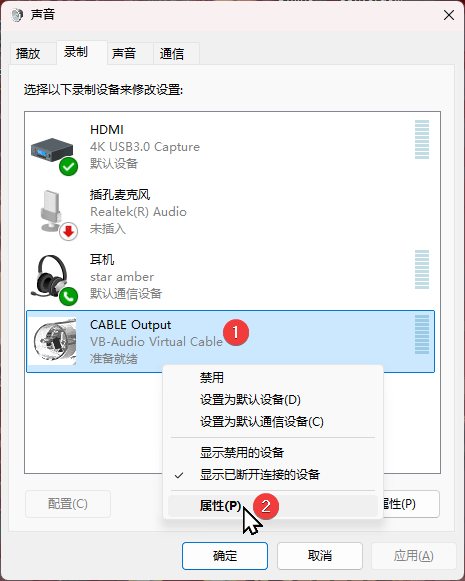 声音
播放 录制 声音 通信
选择以下录制设备来修改设置:
HDMI
4K USB3.0 Capture
默认设备
插孔麦克风
Realtek(R) Audio
未插入
耳机
star amber
默认通信设备
CABLE Output
VB-Audio Virtual Cable
准备就绪
1
禁用
设置为默认设备(D)
设置为默认通信设备(C)
显示禁用的设备
显示已断开连接的设备
属性(P)
2
配置(C)
属性(P)
确定 取消 应用(A)